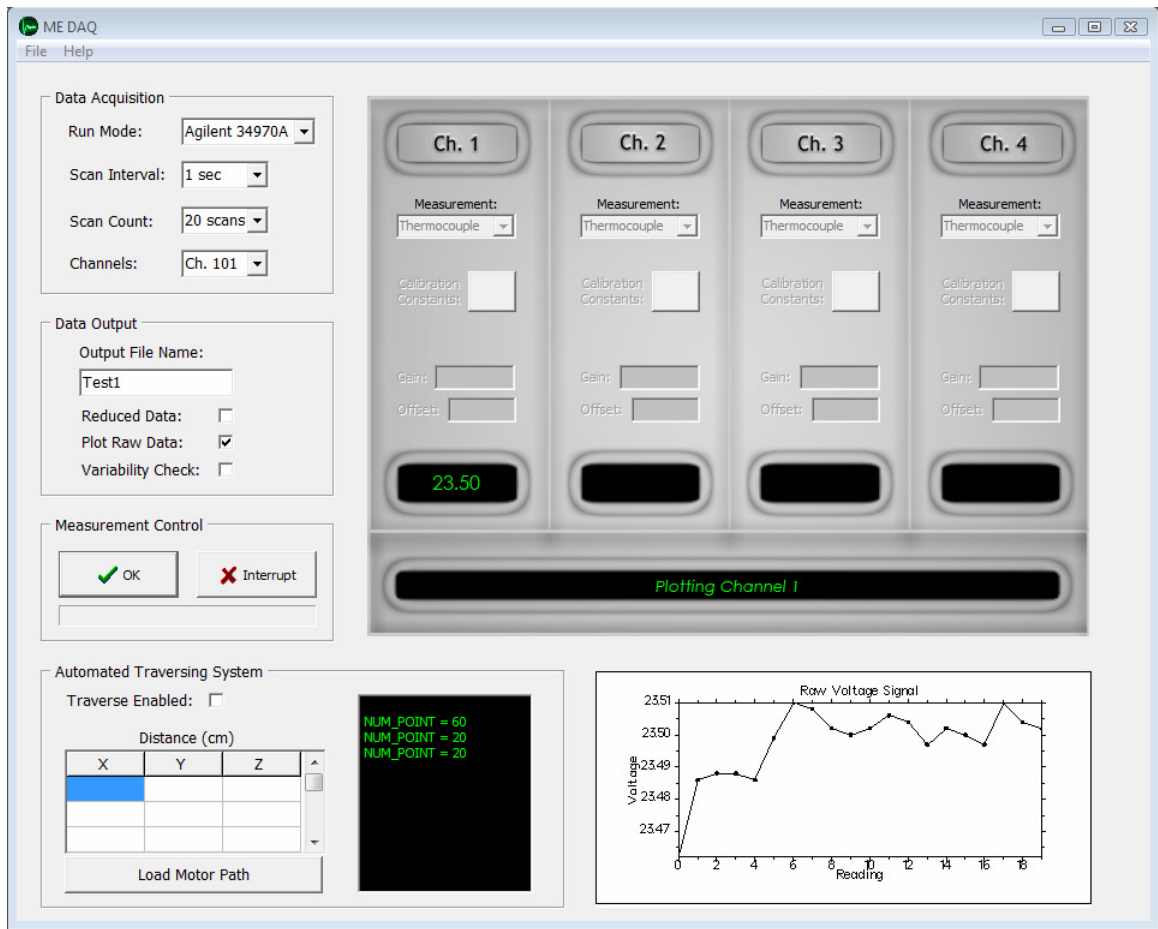 ME DAQ
File Help
Data Acquisition
Run Mode: Agilent 34970A
Scan Interval: 1 sec
Scan Count: 20 scans
Channels: Ch. 101
Data Output
Output File Name:
Test1
Reduced Data:
Plot Raw Data:
Variability Check:
Measurement Control
OK Interrupt
Ch. 1 Ch. 2 Ch. 3 Ch. 4
Measurement: Measurement: Measurement: Measurement:
Thermocouple Thermocouple Thermocouple Thermocouple
Calibration Calibration Calibration Calibration
Constants: Constants: Constants: Constants:
Gain: Gain: Gain: Gain:
Offset: Offset: Offset: Offset:
23.50
Plotting Channel 1
Automated Traversing System
Traverse Enabled:
Distance (cm)
X Y Z
Load Motor Path
NUM_POINT = 60
NUM_POINT = 20
NUM_POINT = 20
Raw Voltage Signal
23.51
23.50
23.49
23.48
23.47
Voltage
0 2 4 6 8 10 12 14 16 18
Reading